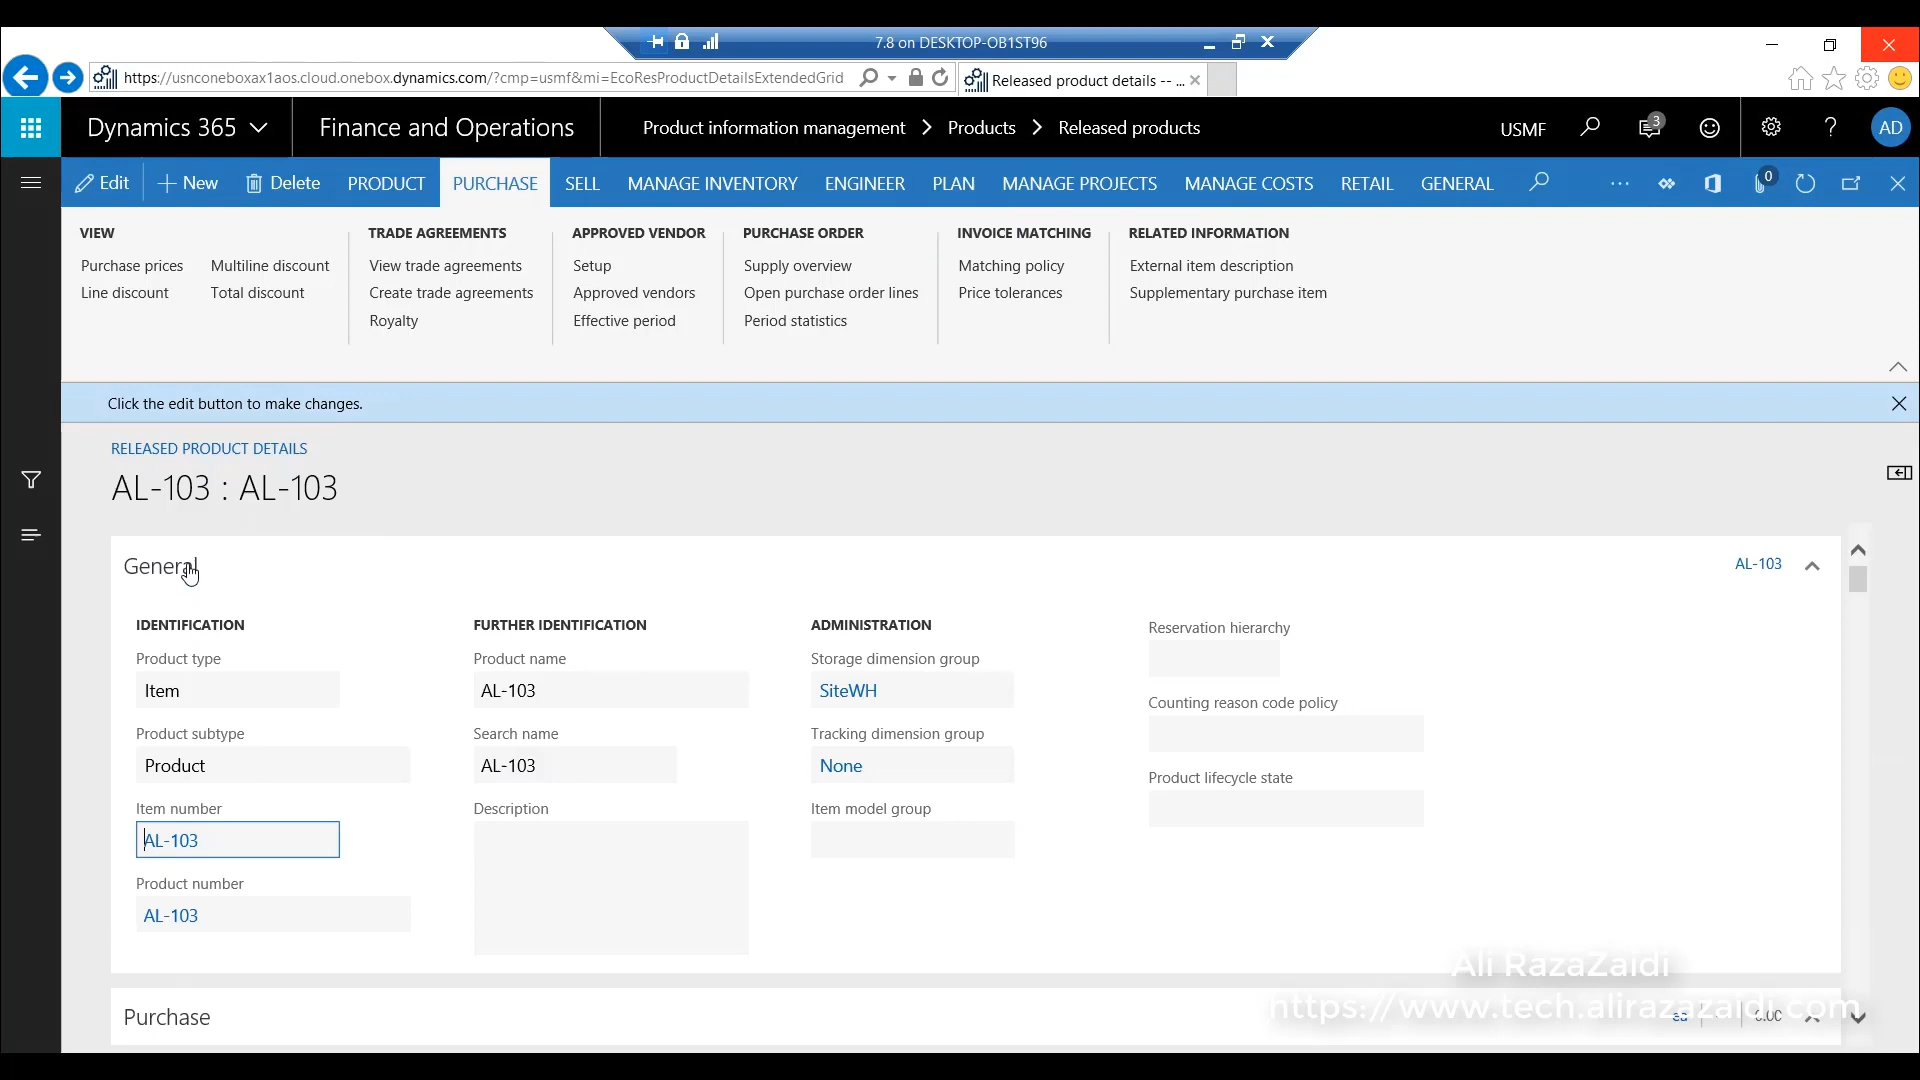 7.8 on DESKTOP-OB1ST96
https://usnconeboxax1aos.cloud.onebox.dynamics.com/?cmp=usmf&mi=EcoResProductDetailsExtendedGrid
Released product details -- ...
Dynamics 365
Finance and Operations
Product information management > Products > Released products
USMF
3
?
AD
Edit
New
Delete
PRODUCT
PURCHASE
SELL
MANAGE INVENTORY
ENGINEER
PLAN
MANAGE PROJECTS
MANAGE COSTS
RETAIL
GENERAL
...
0
VIEW
Purchase prices
Multiline discount
Line discount
Total discount
TRADE AGREEMENTS
View trade agreements
Create trade agreements
Royalty
APPROVED VENDOR
Setup
Approved vendors
Effective period
PURCHASE ORDER
Supply overview
Open purchase order lines
Period statistics
INVOICE MATCHING
Matching policy
Price tolerances
RELATED INFORMATION
External item description
Supplementary purchase item
Click the edit button to make changes.
RELEASED PRODUCT DETAILS
AL-103 : AL-103
General
AL-103
IDENTIFICATION
Product type
Item
Product subtype
Product
Item number
AL-103
Product number
AL-103
FURTHER IDENTIFICATION
Product name
AL-103
Search name
AL-103
Description
ADMINISTRATION
Storage dimension group
SiteWH
Tracking dimension group
None
Item model group
Reservation hierarchy
Counting reason code policy
Product lifecycle state
Purchase
ea
0.00
Ali RazaZaidi
https://www.tech.alirazazaidi.com